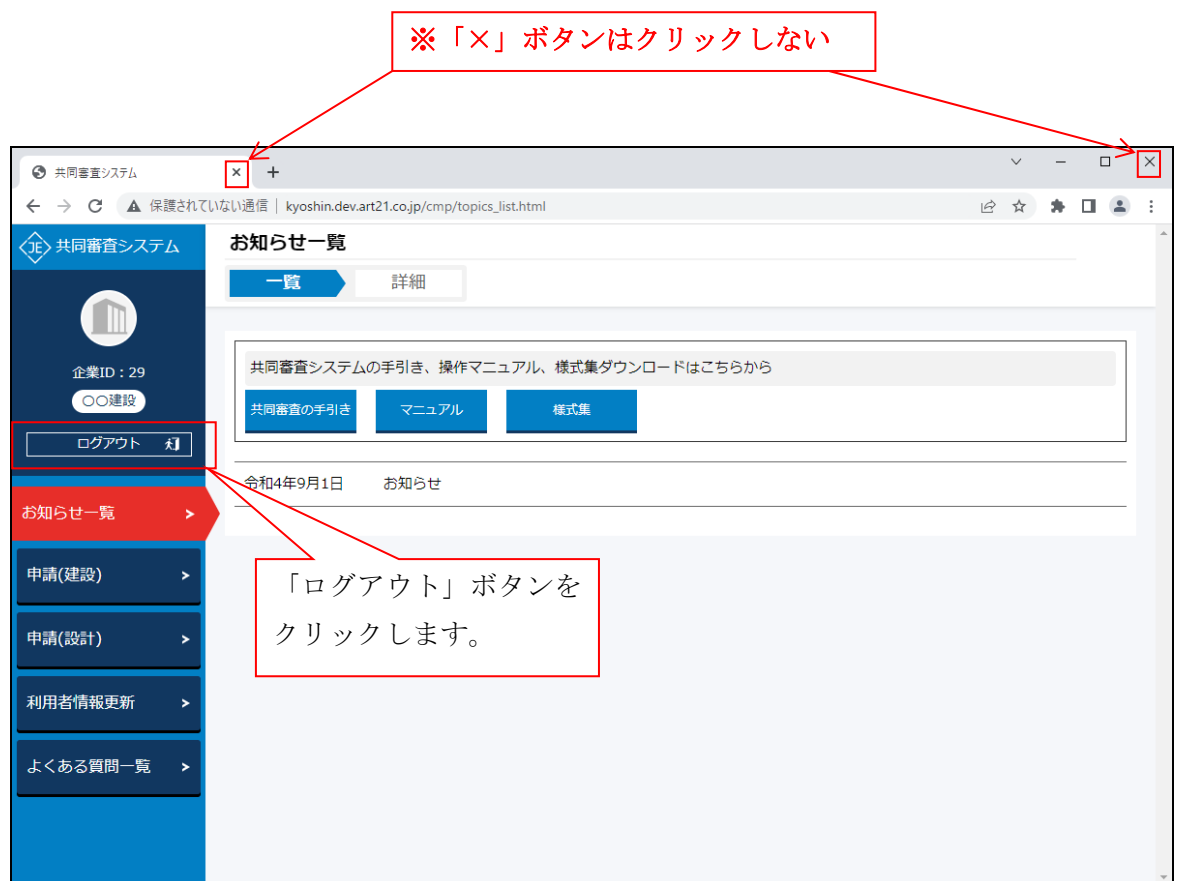 ※「×」ボタンはクリックしない
共同審査システム
保護されていない通信 | kyoshin.dev.art21.co.jp/cmp/topics_list.html
JE 共同審査システム
企業ID：29
〇〇建設
ログアウト
お知らせ一覧 >
申請(建設) >
申請(設計) >
利用者情報更新 >
よくある質問一覧 >
お知らせ一覧
一覧 詳細
共同審査システムの手引き、操作マニュアル、様式集ダウンロードはこちらから
共同審査の手引き マニュアル 様式集
令和4年9月1日 お知らせ
「ログアウト」ボタンを
クリックします。